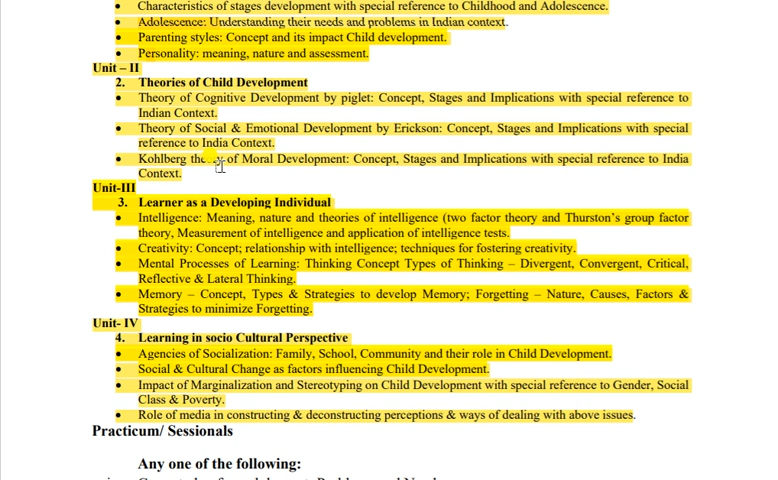 • Characteristics of stages development with special reference to Childhood and Adolescence.
• Adolescence: Understanding their needs and problems in Indian context.
• Parenting styles: Concept and its impact Child development.
• Personality: meaning, nature and assessment.
Unit – II
2. Theories of Child Development
• Theory of Cognitive Development by piglet: Concept, Stages and Implications with special reference to
Indian Context.
• Theory of Social & Emotional Development by Erickson: Concept, Stages and Implications with special
reference to India Context.
• Kohlberg of Moral Development: Concept, Stages and Implications with special reference to India
Context.
Unit-III
3. Learner as a Developing Individual
• Intelligence: Meaning, nature and theories of intelligence (two factor theory and Thurston's group factor
theory, Measurement of intelligence and application of intelligence tests.
• Creativity: Concept; relationship with intelligence; techniques for fostering creativity.
• Mental Processes of Learning: Thinking Concept Types of Thinking – Divergent, Convergent, Critical,
Reflective & Lateral Thinking.
• Memory – Concept, Types & Strategies to develop Memory; Forgetting – Nature, Causes, Factors &
Strategies to minimize Forgetting.
Unit- IV
4. Learning in socio Cultural Perspective
• Agencies of Socialization: Family, School, Community and their role in Child Development.
• Social & Cultural Change as factors influencing Child Development.
• Impact of Marginalization and Stereotyping on Child Development with special reference to Gender, Social
Class & Poverty.
• Role of media in constructing & deconstructing perceptions & ways of dealing with above issues.
Practicum/ Sessionals
Any one of the following: